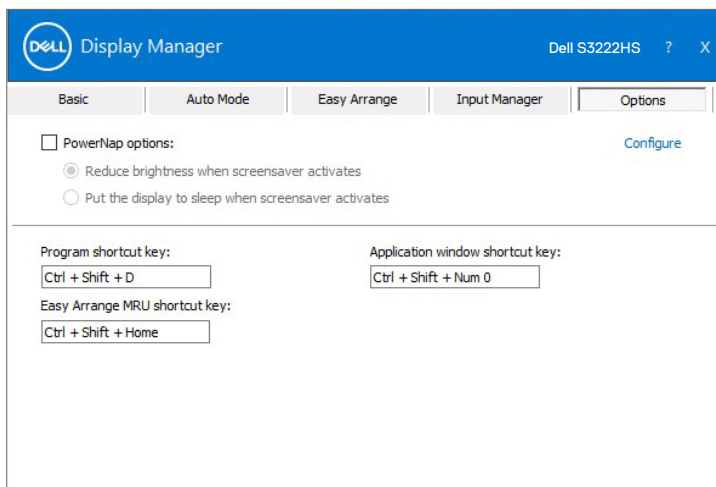 DELL Display Manager Dell S3222HS ? X
Basic Auto Mode Easy Arrange Input Manager Options
PowerNap options: Configure
Reduce brightness when screensaver activates
Put the display to sleep when screensaver activates
Program shortcut key: Application window shortcut key:
Ctrl + Shift + D Ctrl + Shift + Num 0
Easy Arrange MRU shortcut key:
Ctrl + Shift + Home